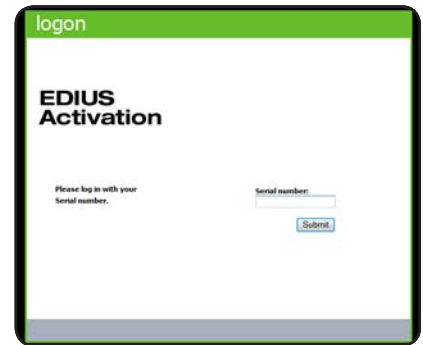 logon
EDIUS
Activation
Please log in with your
Serial number.
Serial number:
Submit